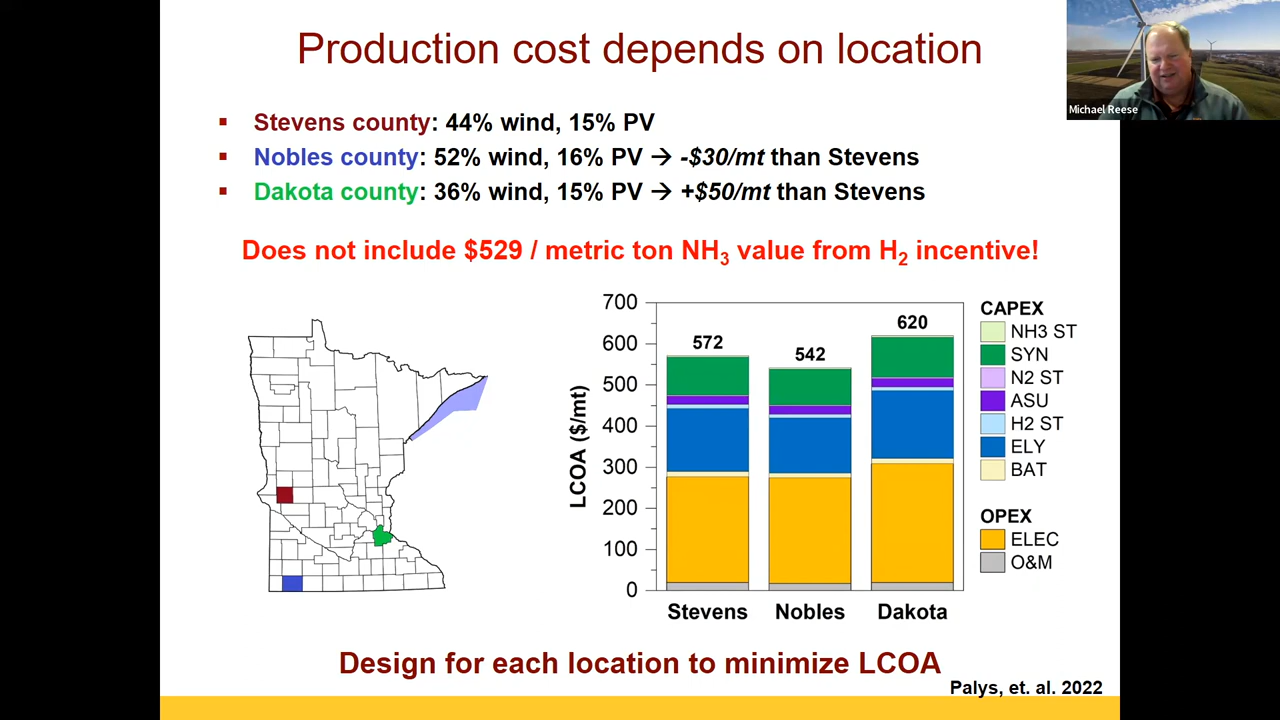 Production cost depends on location
Michael Reese
▪ Stevens county: 44% wind, 15% PV
▪ Nobles county: 52% wind, 16% PV → -$30/mt than Stevens
▪ Dakota county: 36% wind, 15% PV → +$50/mt than Stevens
Does not include $529 / metric ton NH₃ value from H₂ incentive!
LCOA ($/mt)
700
600
500
400
300
200
100
0
572
542
620
Stevens
Nobles
Dakota
CAPEX
NH3 ST
SYN
N2 ST
ASU
H2 ST
ELY
BAT
OPEX
ELEC
O&M
Design for each location to minimize LCOA
Palys, et. al. 2022